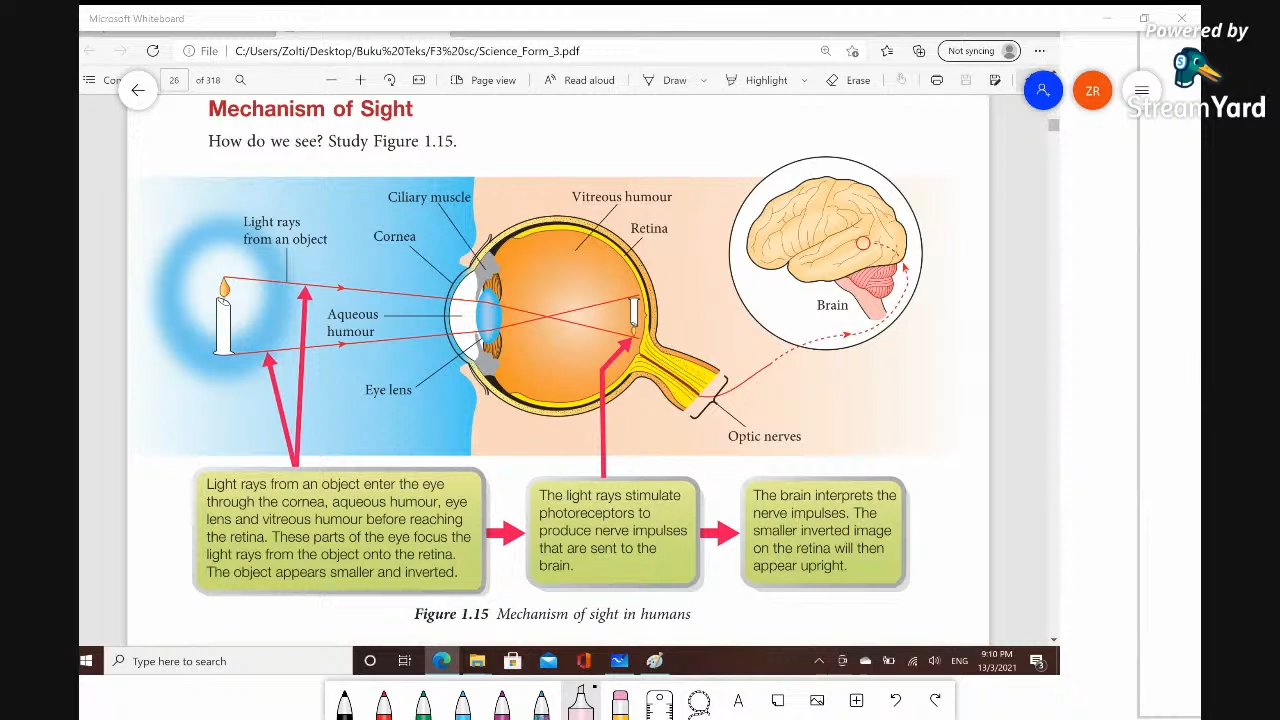 Microsoft Whiteboard
Powered by
StreamYard
File
C:/Users/Zolti/Desktop/Buku%20Teks/F3%20sc/Science_Form_3.pdf
Not syncing
26 of 318
Page view
Read aloud
Draw
Highlight
Erase
ZR
Mechanism of Sight
How do we see? Study Figure 1.15.
Ciliary muscle
Vitreous humour
Light rays
from an object
Cornea
Retina
Aqueous
humour
Brain
Eye lens
Optic nerves
Light rays from an object enter the eye
through the cornea, aqueous humour, eye
lens and vitreous humour before reaching
the retina. These parts of the eye focus the
light rays from the object onto the retina.
The object appears smaller and inverted.
The light rays stimulate
photoreceptors to
produce nerve impulses
that are sent to the
brain.
The brain interprets the
nerve impulses. The
smaller inverted image
on the retina will then
appear upright.
Figure 1.15 Mechanism of sight in humans
Type here to search
ENG
9:10 PM
13/3/2021